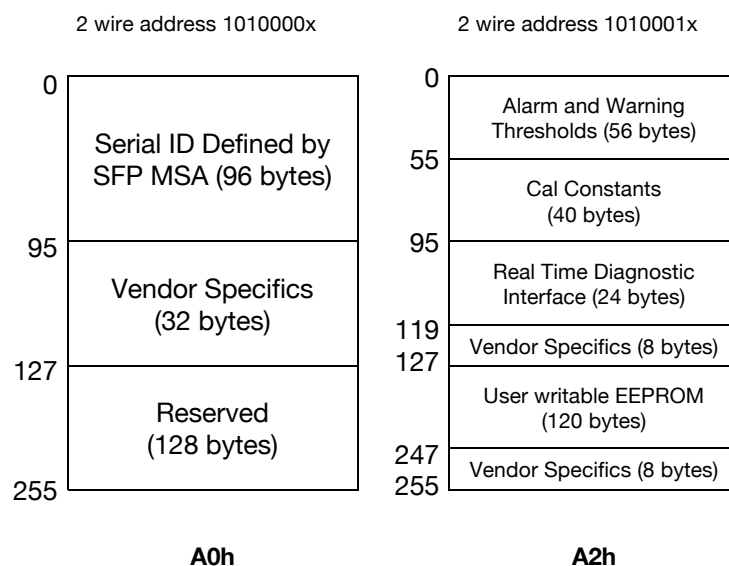 2 wire address 1010000x
0
Serial ID Defined by
SFP MSA (96 bytes)
95
Vendor Specifics
(32 bytes)
127
Reserved
(128 bytes)
255
A0h
2 wire address 1010001x
0
Alarm and Warning
Thresholds (56 bytes)
55
Cal Constants
(40 bytes)
95
Real Time Diagnostic
Interface (24 bytes)
119
Vendor Specifics (8 bytes)
127
User writable EEPROM
(120 bytes)
247
Vendor Specifics (8 bytes)
255
A2h